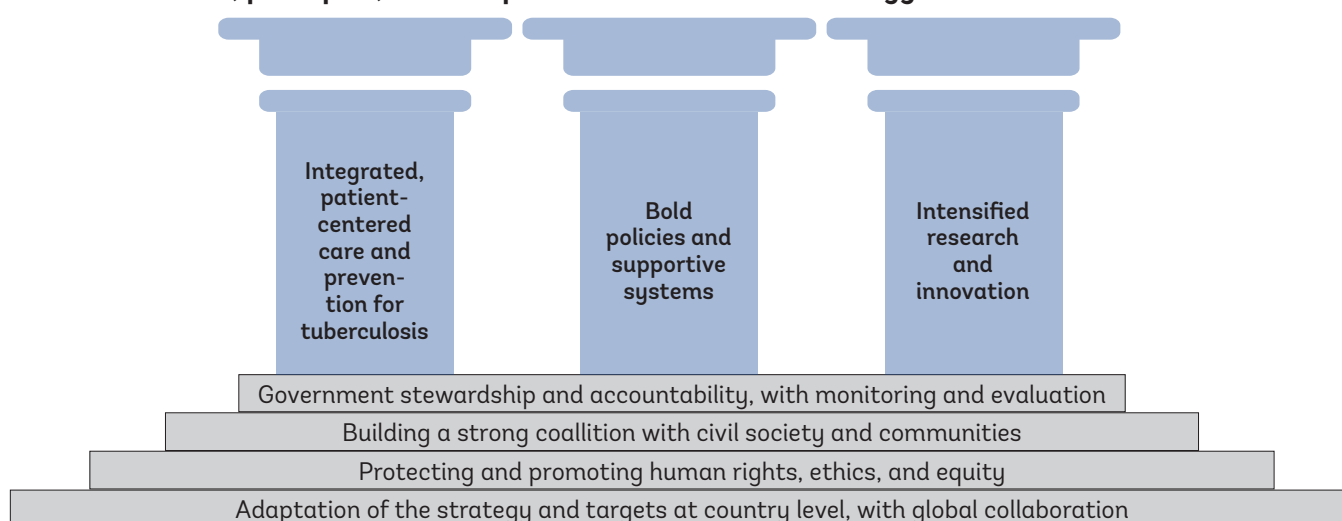 Integrated,
patient-
centered
care and
preven-
tion for
tuberculosis
Bold
policies and
supportive
systems
Intensified
research
and
innovation
Government stewardship and accountability, with monitoring and evaluation
Building a strong coallition with civil society and communities
Protecting and promoting human rights, ethics, and equity
Adaptation of the strategy and targets at country level, with global collaboration